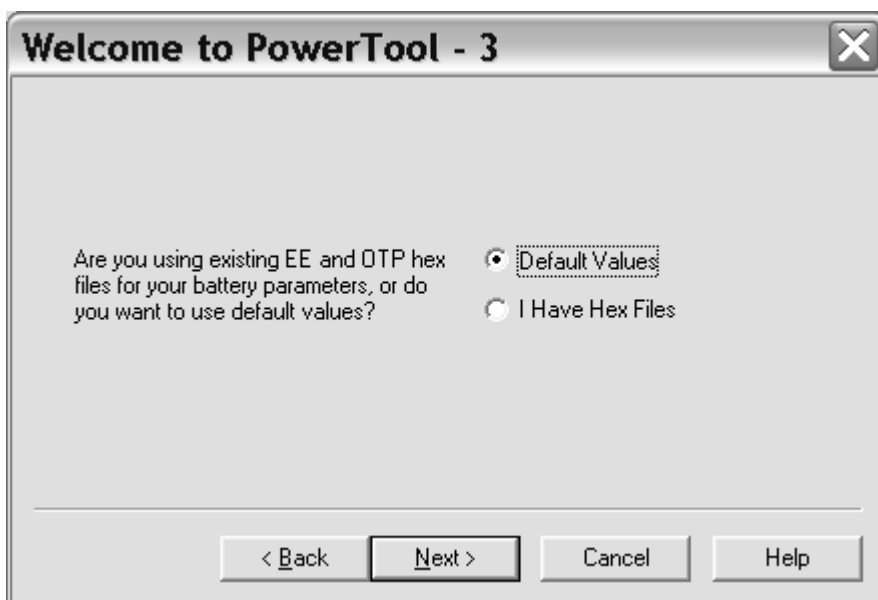 Welcome to PowerTool - 3
Are you using existing EE and OTP hex
files for your battery parameters, or do
you want to use default values?
Default Values
I Have Hex Files
< Back
Next >
Cancel
Help